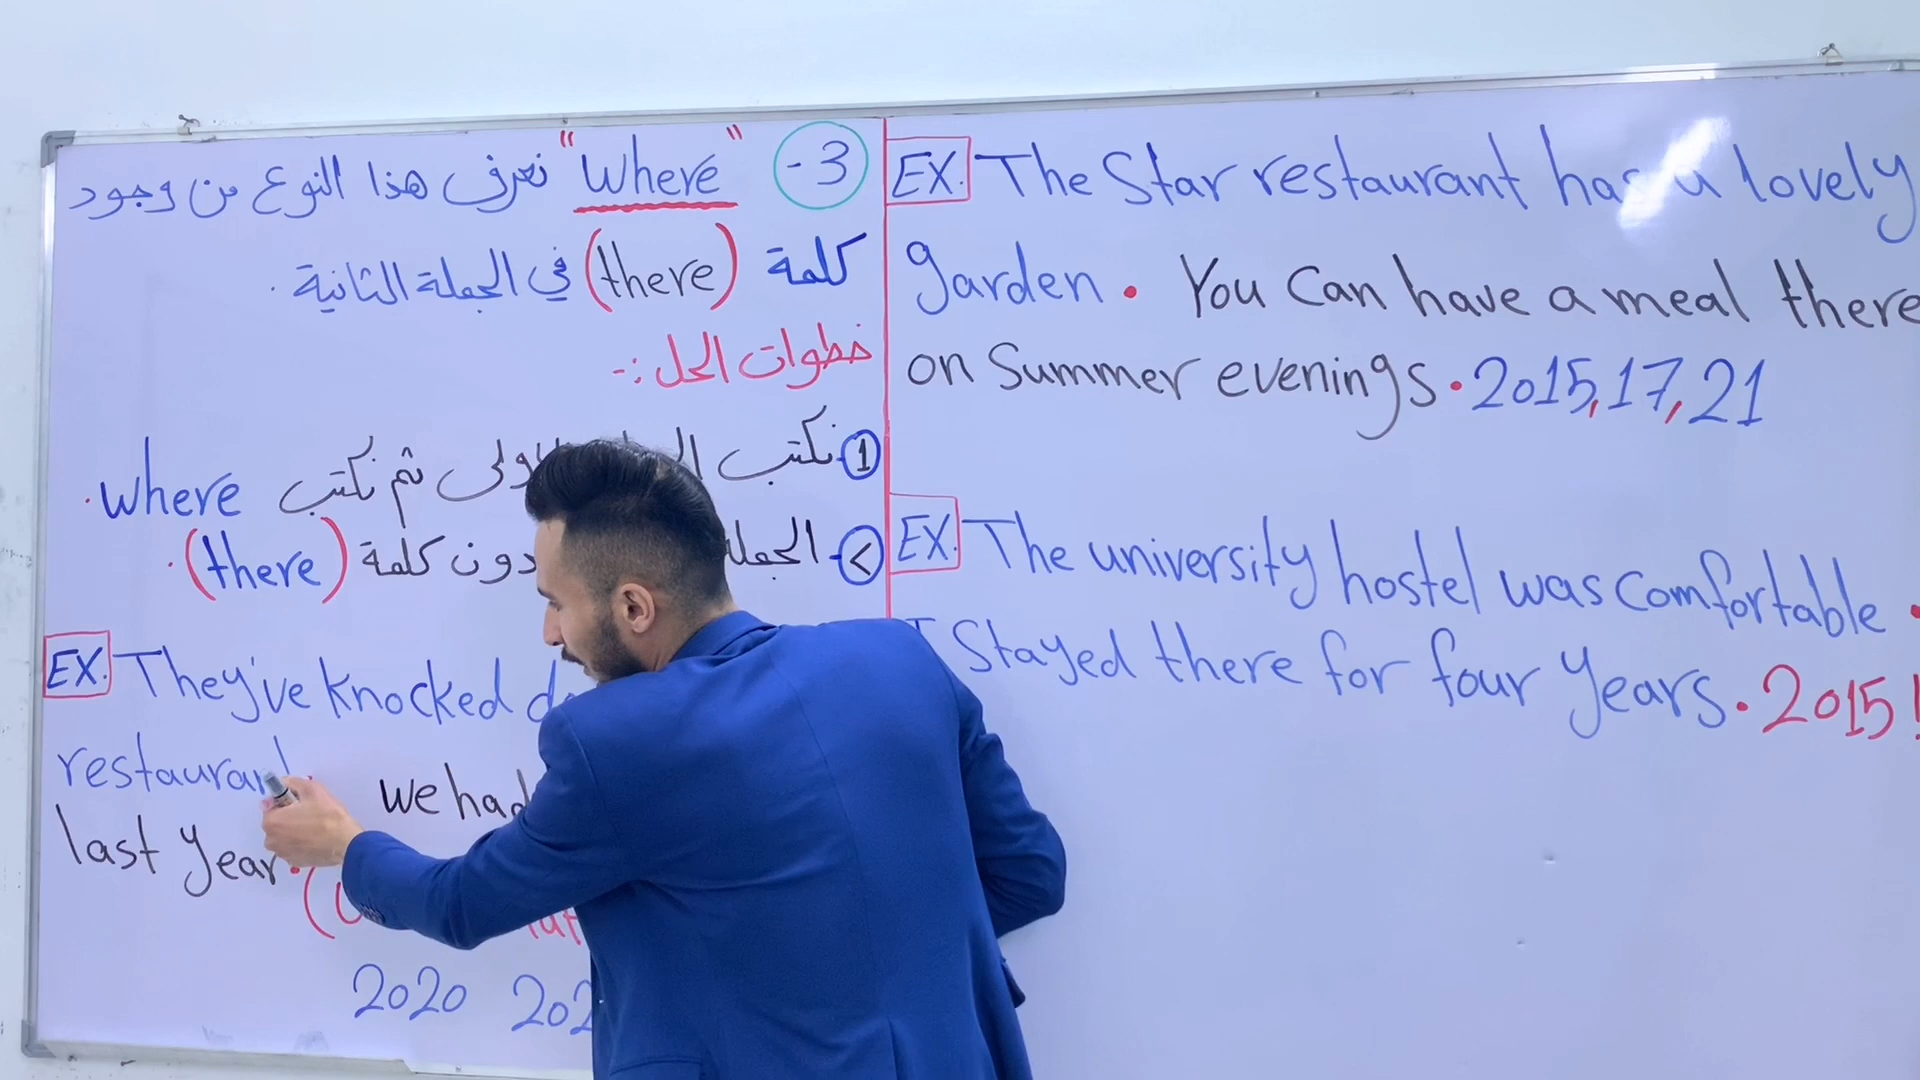 3- "Where" نعرف هذا النوع من وجود
كلمة (there) في الجملة الثانية .
خطوات الحل :-
1- نكتب ثم نكتب where .
2- الجملة دون كلمة (there) .
EX. They've knocked
restaurant. we had
last year. (
2020
EX. The Star restaurant has a lovely
garden. You can have a meal there
on Summer evenings. 2015, 17, 21
EX. The university hostel was comfortable.
I stayed there for four years. 2015